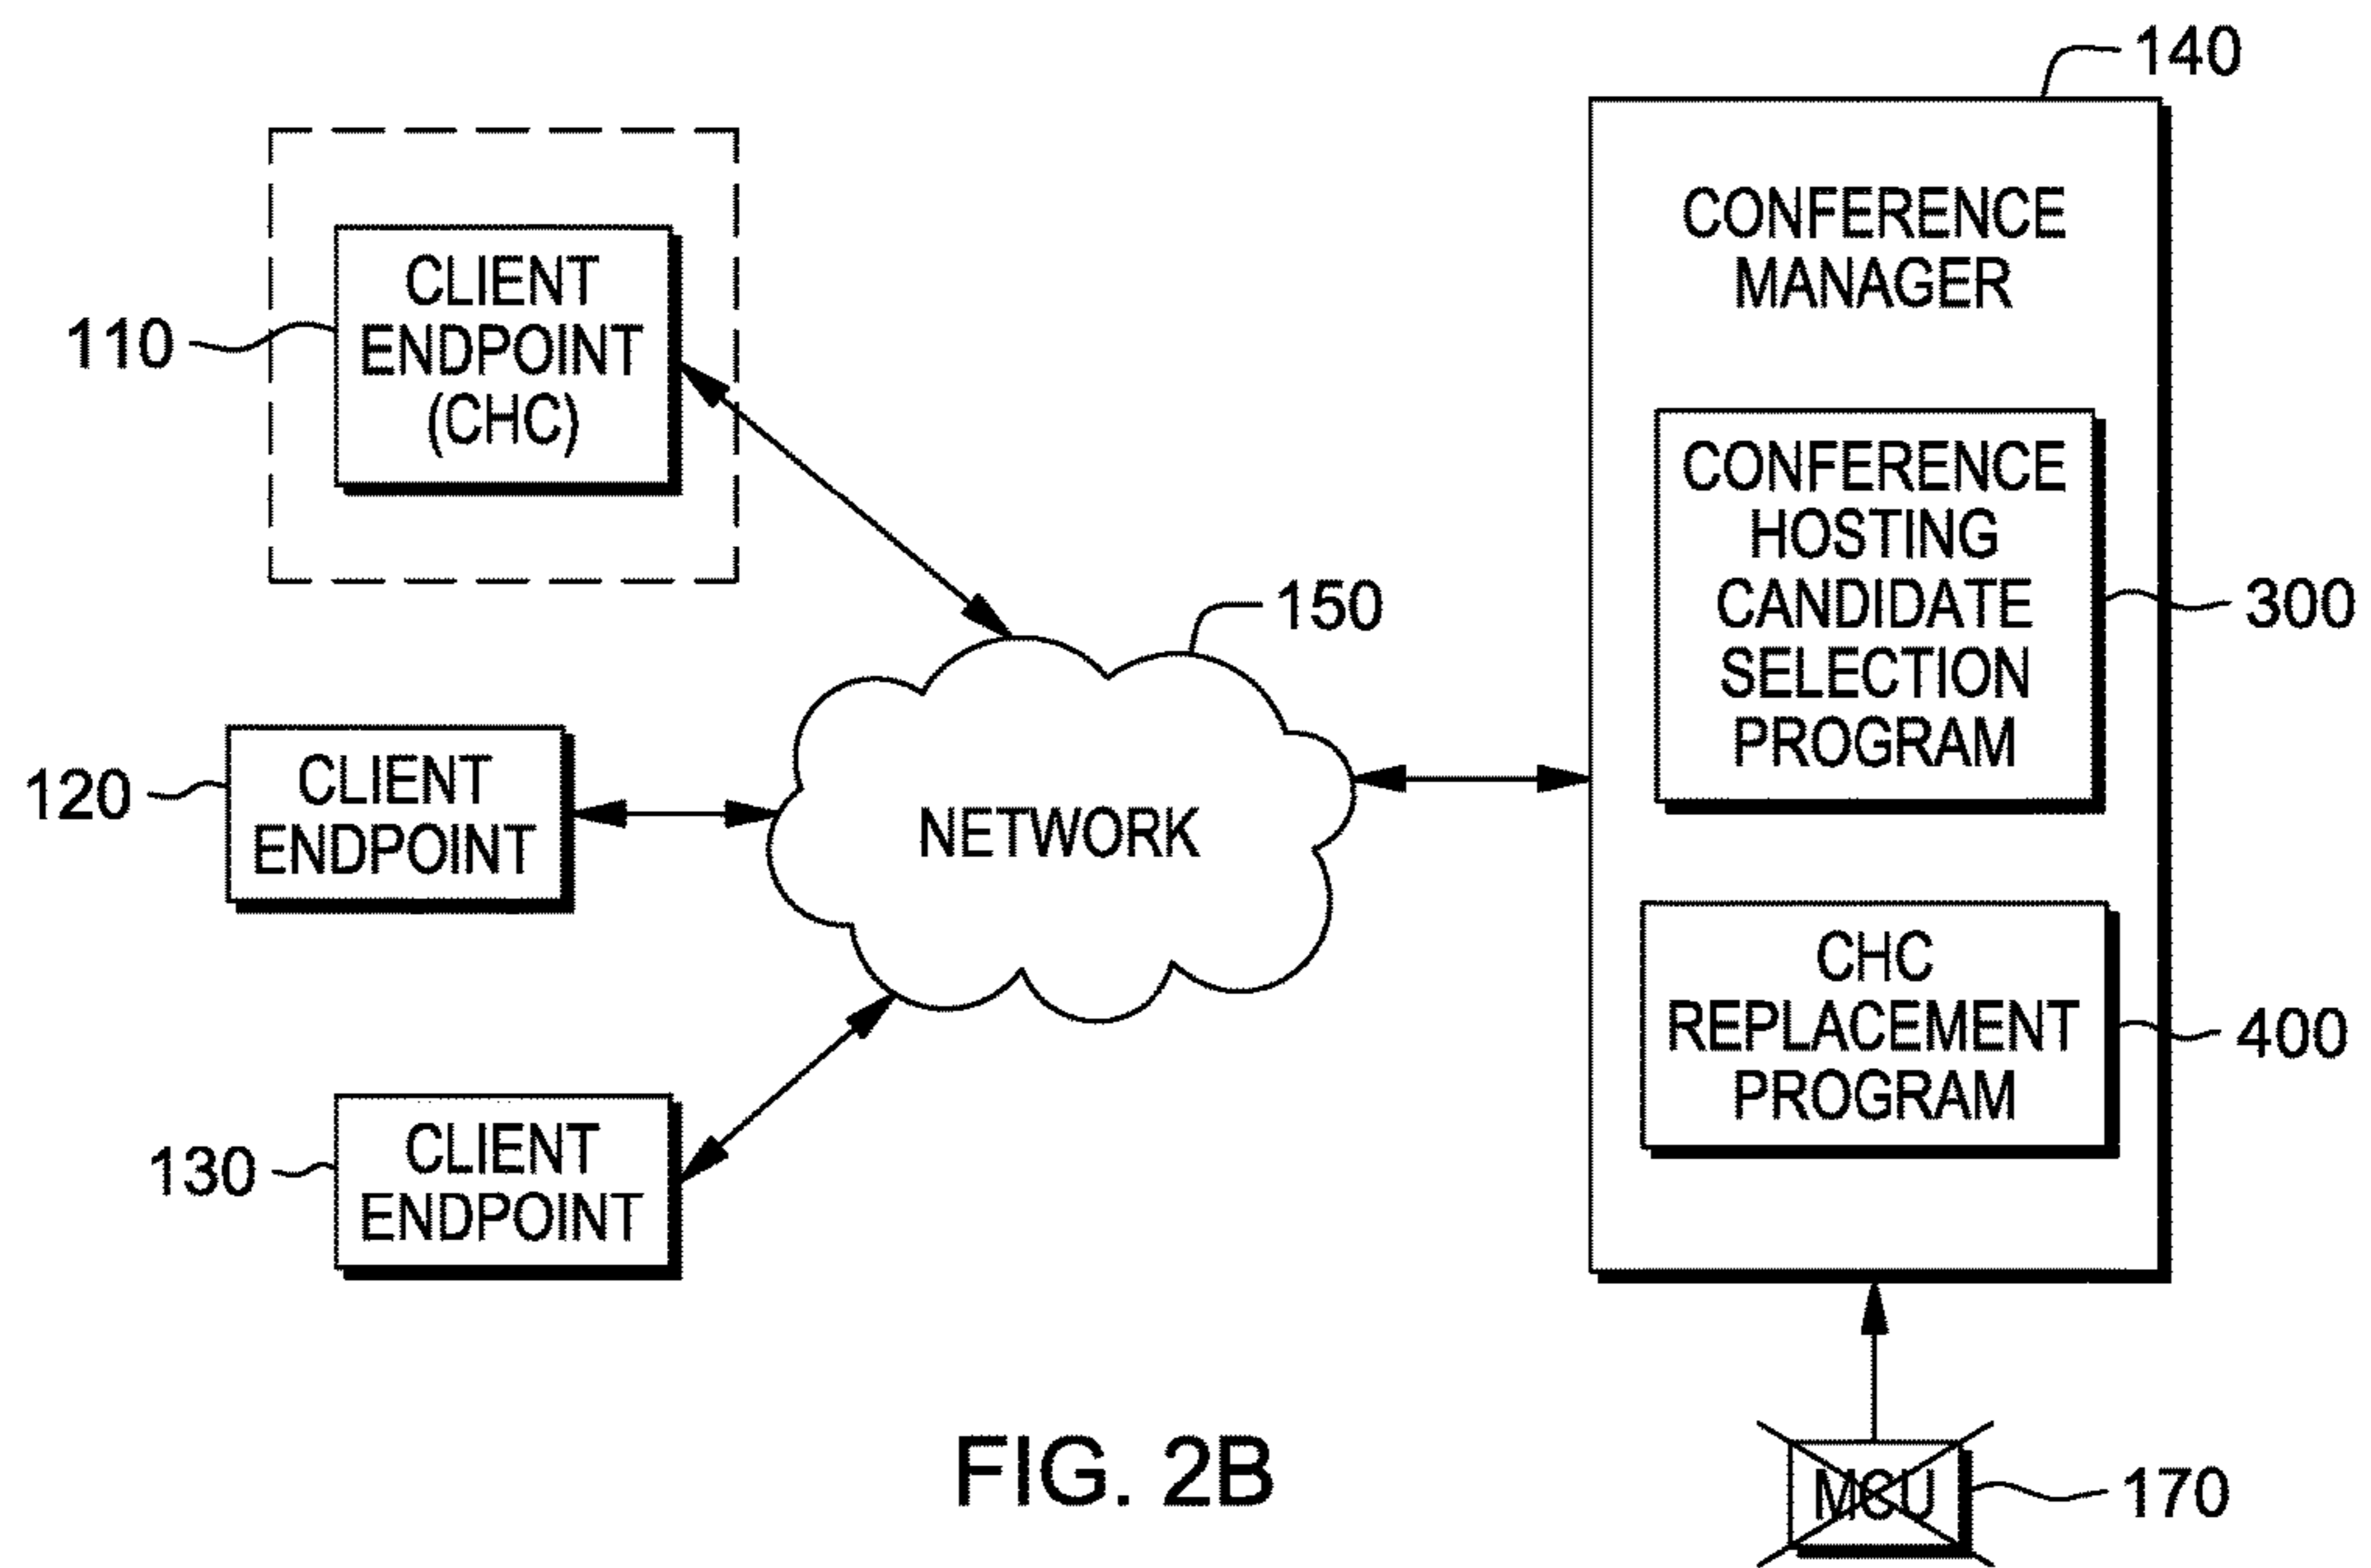 140
CONFERENCE
MANAGER
CLIENT
ENDPOINT
(CHC)
110
CONFERENCE
HOSTING
CANDIDATE
SELECTION
PROGRAM
300
150
CLIENT
ENDPOINT
120
NETWORK
CHC
REPLACEMENT
PROGRAM
400
CLIENT
ENDPOINT
130
MCU
170
FIG. 2B